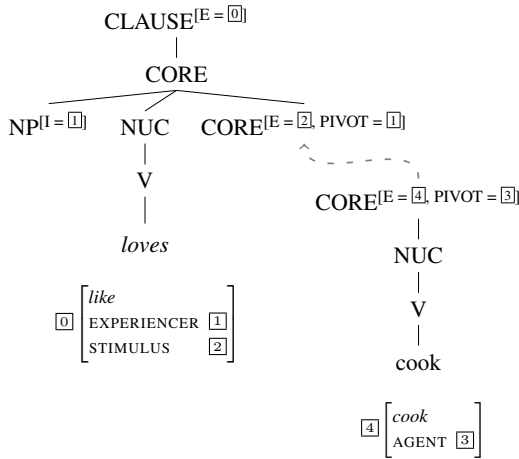 CLAUSE[E = 0]
CORE
NP[I = 1] NUC CORE[E = 2, PIVOT = 1]
V
CORE[E = 4, PIVOT = 3]
loves
NUC
0 like
EXPERIENCER 1
STIMULUS 2
V
cook
4 cook
AGENT 3